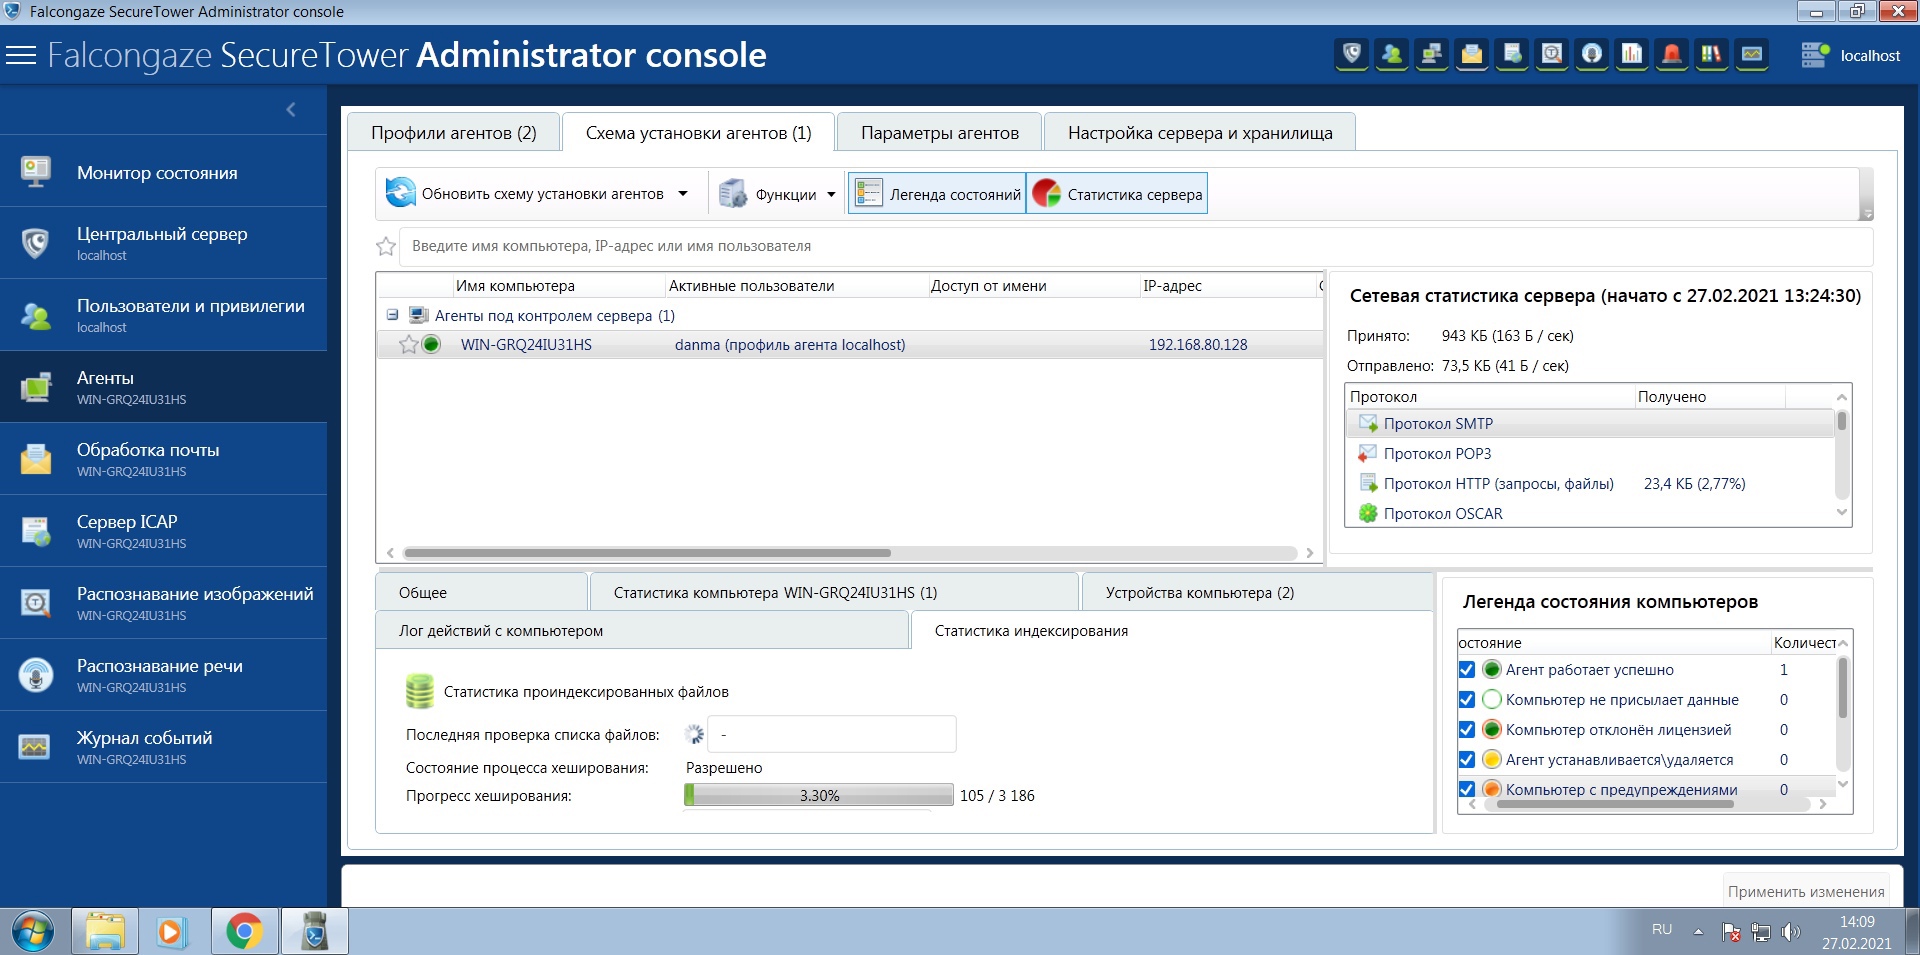 Falcongaze SecureTower Administrator console
Falcongaze SecureTower Administrator console
localhost
Монитор состояния
Центральный сервер
localhost
Пользователи и привилегии
localhost
Агенты
WIN-GRQ24IU31HS
Обработка почты
WIN-GRQ24IU31HS
Сервер ICAP
WIN-GRQ24IU31HS
Распознавание изображений
WIN-GRQ24IU31HS
Распознавание речи
WIN-GRQ24IU31HS
Журнал событий
WIN-GRQ24IU31HS
Профили агентов (2) Схема установки агентов (1) Параметры агентов Настройка сервера и хранилища
Обновить схему установки агентов Функции Легенда состояний Статистика сервера
Введите имя компьютера, IP-адрес или имя пользователя
Имя компьютера Активные пользователи Доступ от имени IP-адрес
Агенты под контролем сервера (1)
WIN-GRQ24IU31HS danma (профиль агента localhost) 192.168.80.128
Сетевая статистика сервера (начато с 27.02.2021 13:24:30)
Принято: 943 КБ (163 Б / сек)
Отправлено: 73,5 КБ (41 Б / сек)
Протокол Получено
Протокол SMTP
Протокол POP3
Протокол HTTP (запросы, файлы) 23,4 КБ (2,77%)
Протокол OSCAR
Общее Статистика компьютера WIN-GRQ24IU31HS (1) Устройства компьютера (2)
Лог действий с компьютером Статистика индексирования
Статистика проиндексированных файлов
Последняя проверка списка файлов: -
Состояние процесса хеширования: Разрешено
Прогресс хеширования: 3.30% 105 / 3 186
Легенда состояния компьютеров
остояние Количест
Агент работает успешно 1
Компьютер не присылает данные 0
Компьютер отклонён лицензией 0
Агент устанавливается\удаляется 0
Компьютер с предупреждениями 0
Применить изменения
RU 14:09
27.02.2021